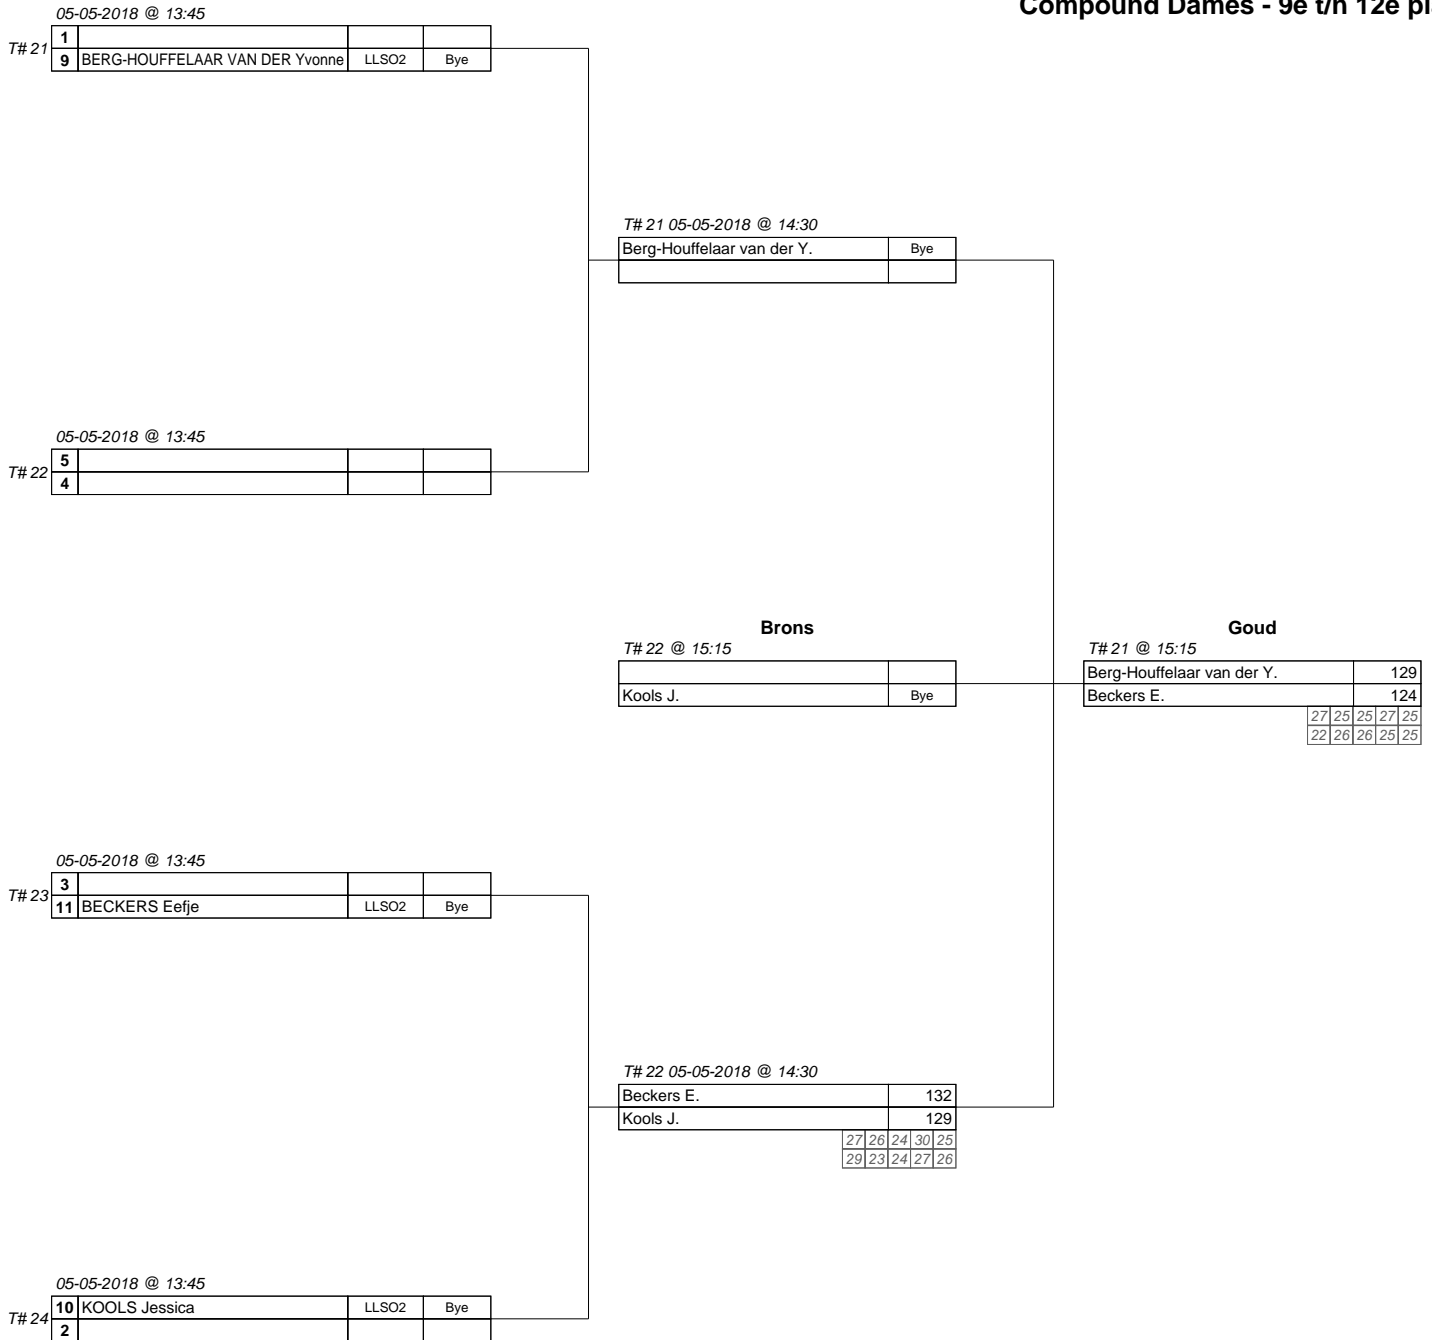 Compound Dames - 9e t/n 12e
05-05-2018 @ 13:45
T# 21
1
9 BERG-HOUFFELAAR VAN DER Yvonne LLSO2 Bye
T# 21 05-05-2018 @ 14:30
Berg-Houffelaar van der Y. Bye
05-05-2018 @ 13:45
T# 22
5
4
Brons
T# 22 @ 15:15
Kools J. Bye
Goud
T# 21 @ 15:15
Berg-Houffelaar van der Y. 129
Beckers E. 124
27 25 25 27 25
22 26 26 25 25
05-05-2018 @ 13:45
T# 23
3
11 BECKERS Eefje LLSO2 Bye
T# 22 05-05-2018 @ 14:30
Beckers E. 132
Kools J. 129
27 26 24 30 25
29 23 24 27 26
05-05-2018 @ 13:45
T# 24
10 KOOLS Jessica LLSO2 Bye
2